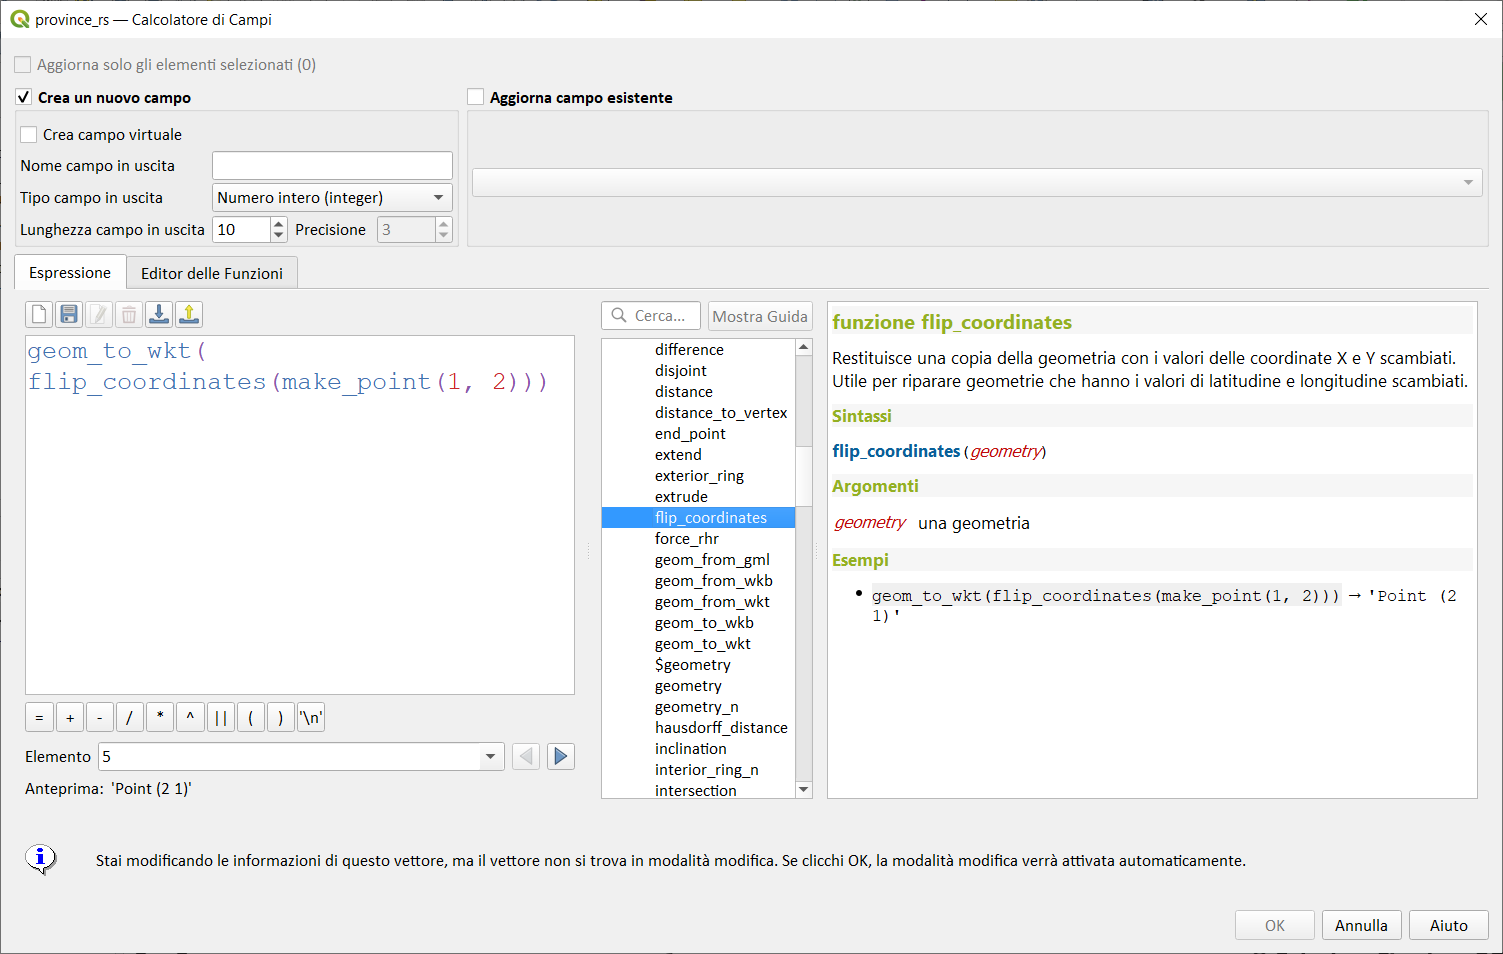 province_rs — Calcolatore di Campi
Aggiorna solo gli elementi selezionati (0)
Crea un nuovo campo
Aggiorna campo esistente
Crea campo virtuale
Nome campo in uscita
Tipo campo in uscita
Numero intero (integer)
Lunghezza campo in uscita
10
Precisione
3
Espressione
Editor delle Funzioni
Cerca...
Mostra Guida
geom_to_wkt(
flip_coordinates(make_point(1, 2)))
= + - / * ^ || ( ) '\n'
Elemento
5
Anteprima: 'Point (2 1)'
difference
disjoint
distance
distance_to_vertex
end_point
extend
exterior_ring
extrude
flip_coordinates
force_rhr
geom_from_gml
geom_from_wkb
geom_from_wkt
geom_to_wkb
geom_to_wkt
$geometry
geometry
geometry_n
hausdorff_distance
inclination
interior_ring_n
intersection
funzione flip_coordinates
Restituisce una copia della geometria con i valori delle coordinate X e Y scambiati.
Utile per riparare geometrie che hanno i valori di latitudine e longitudine scambiati.
Sintassi
flip_coordinates(geometry)
Argomenti
geometry una geometria
Esempi
• geom_to_wkt(flip_coordinates(make_point(1, 2))) → 'Point (2
1)'
Stai modificando le informazioni di questo vettore, ma il vettore non si trova in modalità modifica. Se clicchi OK, la modalità modifica verrà attivata automaticamente.
OK
Annulla
Aiuto